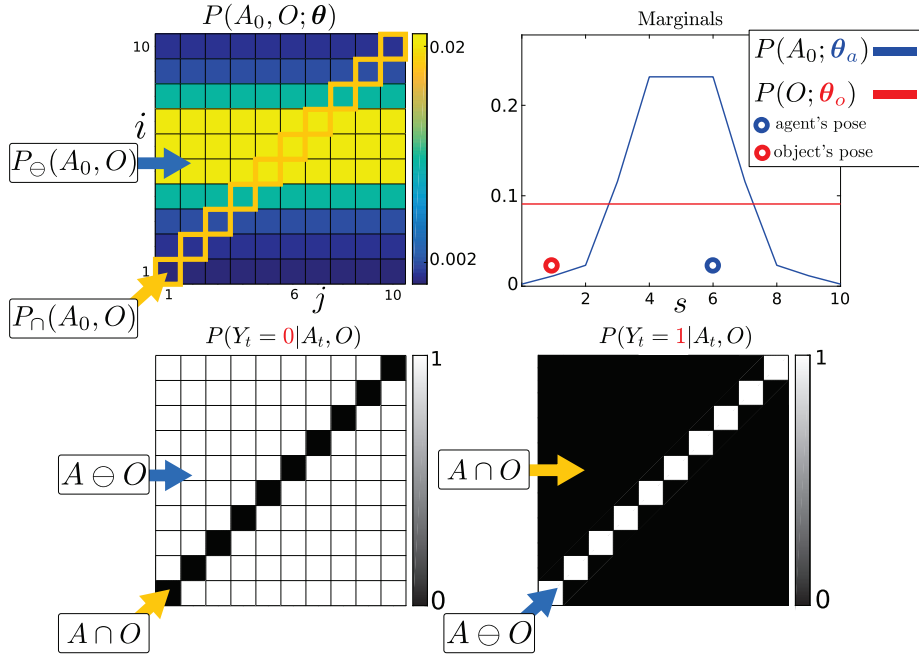 P(A₀, O; θ)
10
i
1
1
6
j
10
0.02
0.002
P⊖(A₀, O)
P∩(A₀, O)
Marginals
0.2
0.1
0
2
4
s
6
8
10
P(A₀; θₐ)
P(O; θₒ)
agent's pose
object's pose
P(Yₜ = 0|Aₜ, O)
1
0
A ⊖ O
A ∩ O
P(Yₜ = 1|Aₜ, O)
1
0
A ∩ O
A ⊖ O